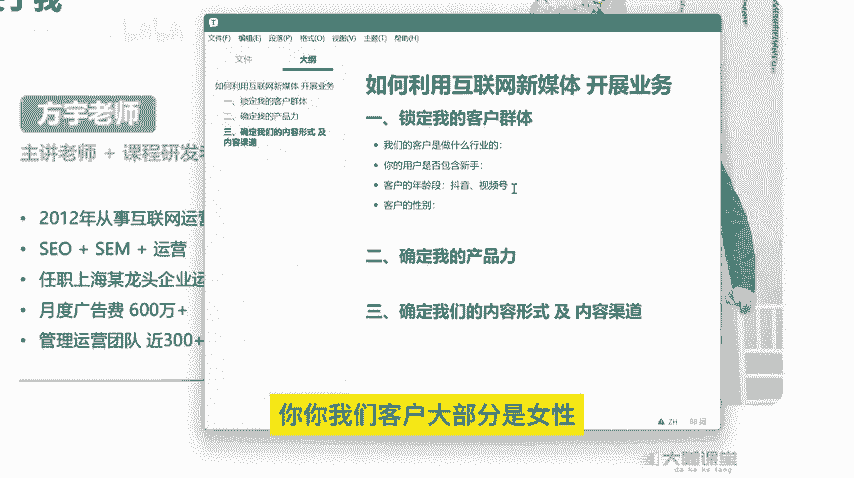 方宇老师
主讲老师 + 课程研发
2012年从事互联网运营
SEO + SEM + 运营
任职上海某龙头企业运
月度广告费 600万+
管理运营团队 近300+
T
文件(F) 编辑(E) 段落(P) 格式(O) 视图(V) 主题(T) 帮助(H)
文件 大纲
如何利用互联网新媒体 开展业务
一、锁定我的客户群体
二、确定我的产品力
三、确定我们的内容形式 及
内容渠道
如何利用互联网新媒体 开展业务
一、锁定我的客户群体
我们的客户是做什么行业的：
你的用户是否包含新手：
客户的年龄段：抖音、视频号
客户的性别：
二、确定我的产品力
三、确定我们的内容形式 及 内容渠道
ZH 88 词
你你我们客户大部分是女性